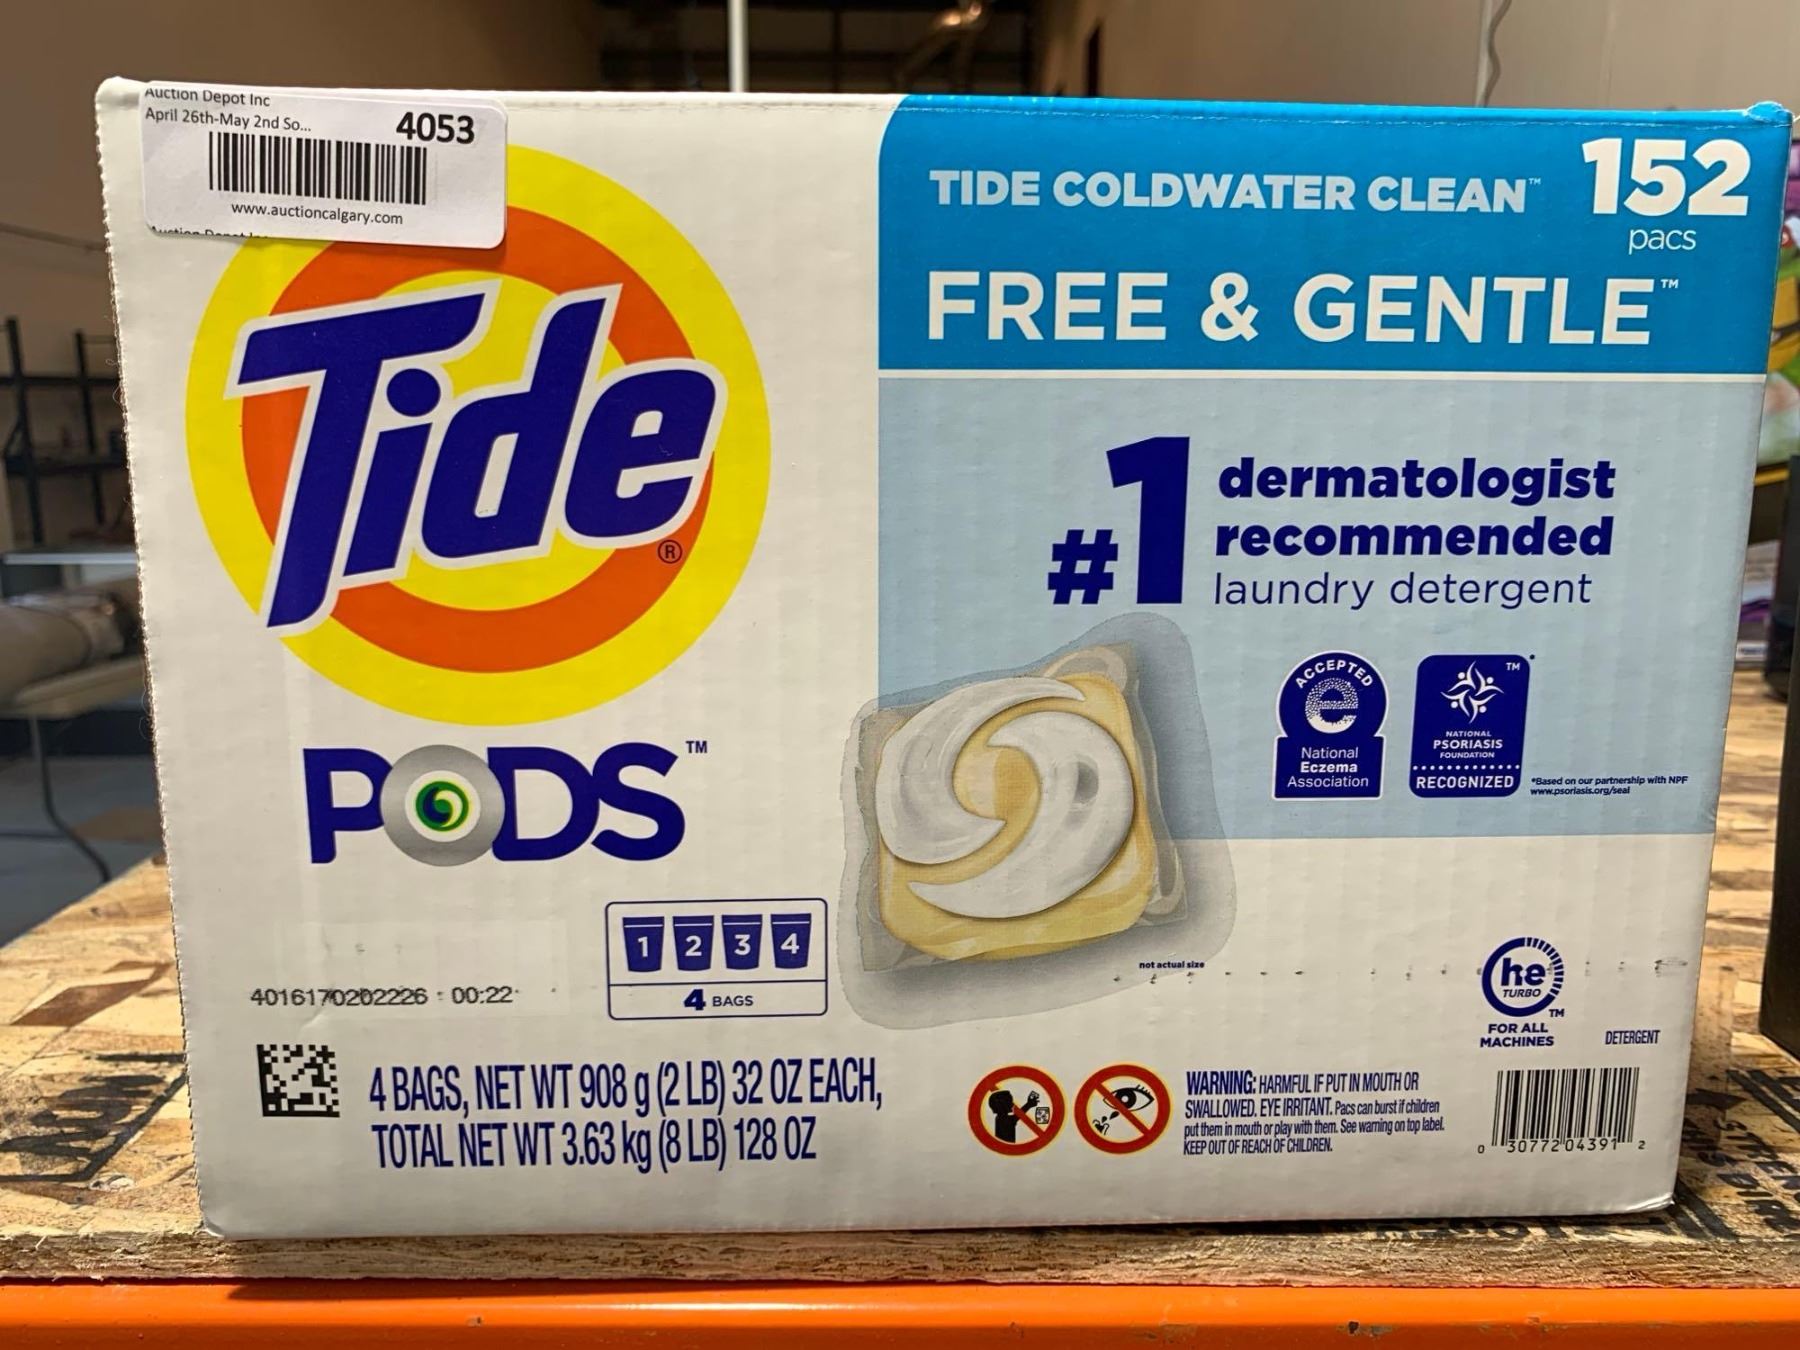 Auction Depot Inc
April 26th-May 2nd So...
4053
www.auctioncalgary.com
Tide®
PODS™
TIDE COLDWATER CLEAN™
152
pacs
FREE & GENTLE™
#1 dermatologist
recommended
laundry detergent
ACCEPTED
e
National
Eczema
Association
TM*
NATIONAL
PSORIASIS
FOUNDATION
RECOGNIZED
*Based on our partnership with NPF
www.psoriasis.org/seal
1 2 3 4
4 BAGS
not actual size
4016170202226 : 00:22
he
TURBO
TM
FOR ALL
MACHINES
DETERGENT
4 BAGS, NET WT 908 g (2 LB) 32 OZ EACH,
TOTAL NET WT 3.63 kg (8 LB) 128 OZ
WARNING: HARMFUL IF PUT IN MOUTH OR
SWALLOWED. EYE IRRITANT. Pacs can burst if children
put them in mouth or play with them. See warning on top label.
KEEP OUT OF REACH OF CHILDREN.
0 30772 04391 2